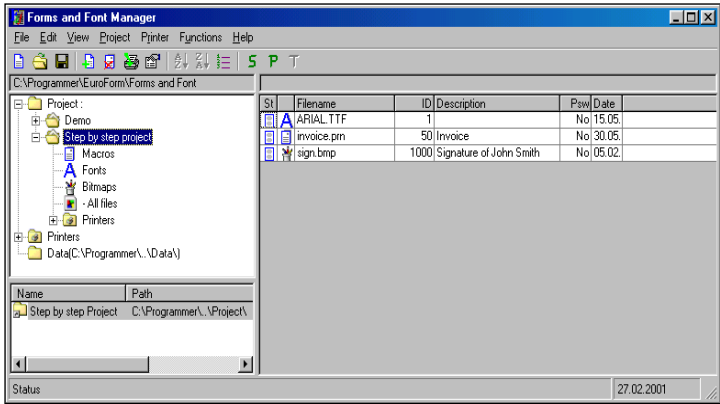 Forms and Font Manager
File Edit View Project Printer Functions Help
S P T
C:\Programmer\EuroForm\Forms and Font
Project :
Demo
Step by step project
Macros
Fonts
Bitmaps
- All files
Printers
Printers
Data(C:\Programmer\..\Data\)
Name Path
Step by step Project C:\Programmer\..\Project\
St Filename ID Description Psw Date
ARIAL.TTF 1 No 15.05.
invoice.prn 50 Invoice No 30.05.
sign.bmp 1000 Signature of John Smith No 05.02.
Status 27.02.2001